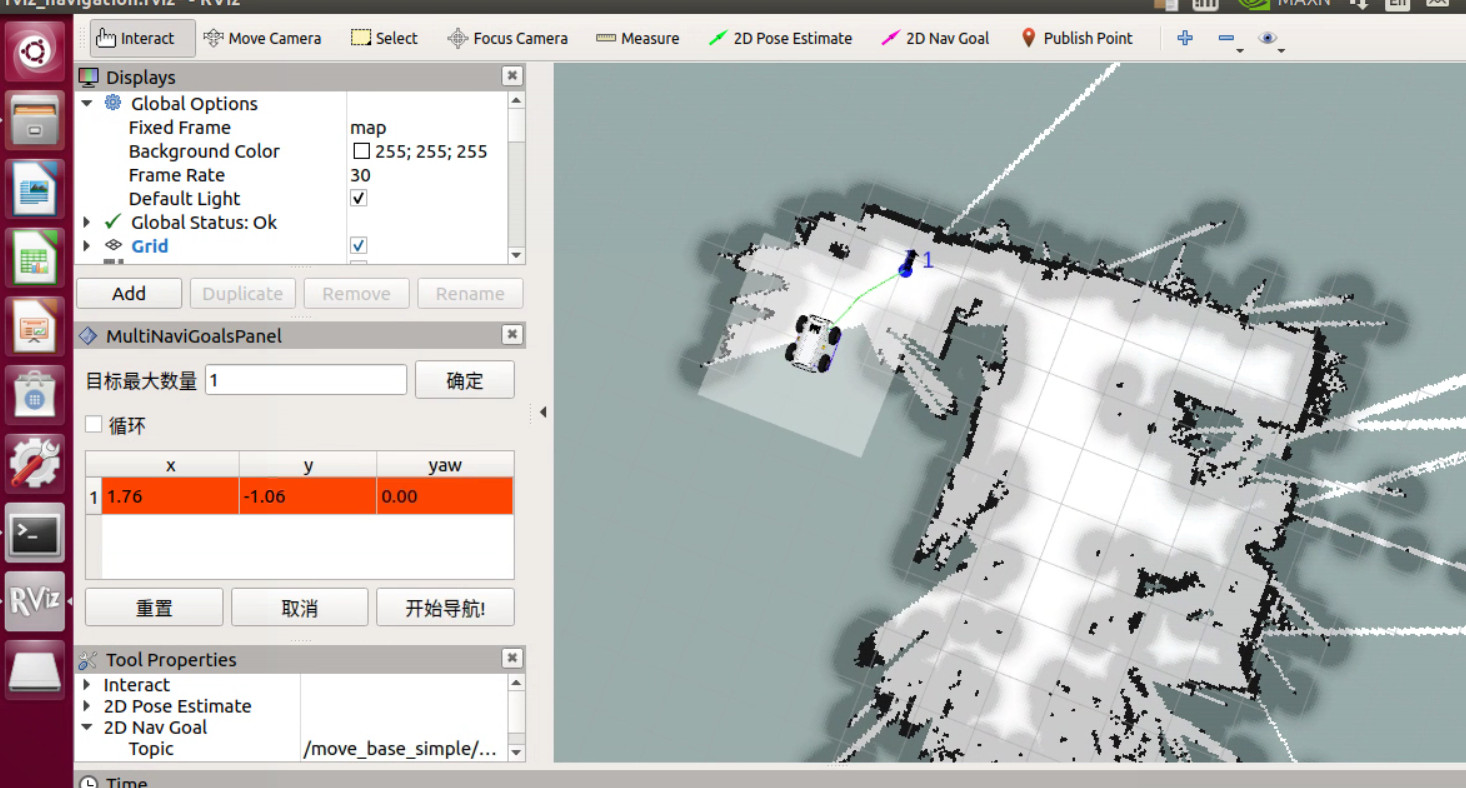 rviz_navigation.rviz* - RViz
MAXN
En
Interact
Move Camera
Select
Focus Camera
Measure
2D Pose Estimate
2D Nav Goal
Publish Point
Displays
Global Options
Fixed Frame map
Background Color 255; 255; 255
Frame Rate 30
Default Light
Global Status: Ok
Grid
Add
Duplicate
Remove
Rename
MultiNaviGoalsPanel
目标最大数量 1 确定
循环
x y yaw
1 1.76 -1.06 0.00
重置
取消
开始导航!
Tool Properties
Interact
2D Pose Estimate
2D Nav Goal
Topic /move_base_simple/...
Time
RViz
1